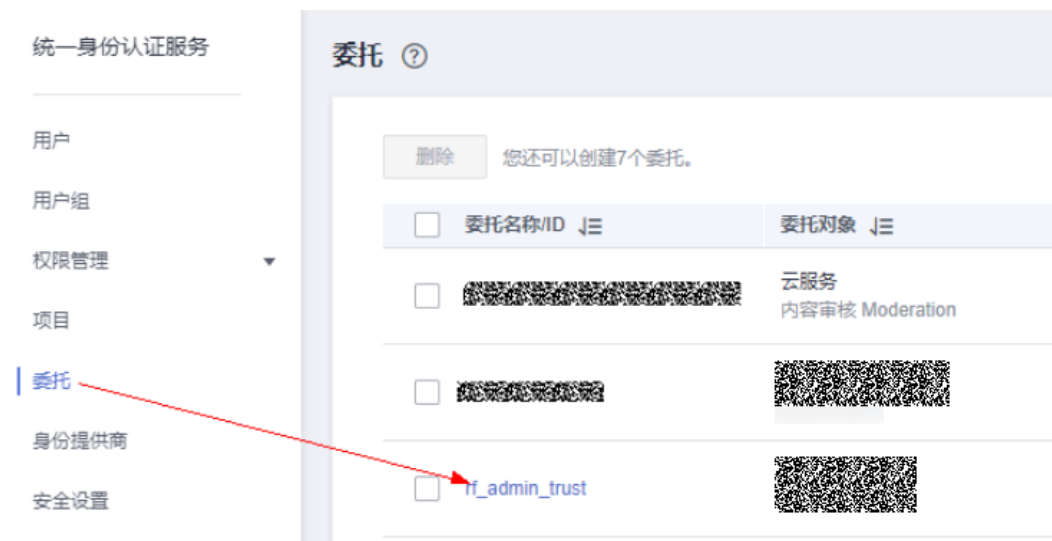 统一身份认证服务
用户
用户组
权限管理
项目
委托
身份提供商
安全设置
委托 ?
删除 您还可以创建7个委托。
委托名称/ID 委托对象
云服务
内容审核 Moderation
rf_admin_trust